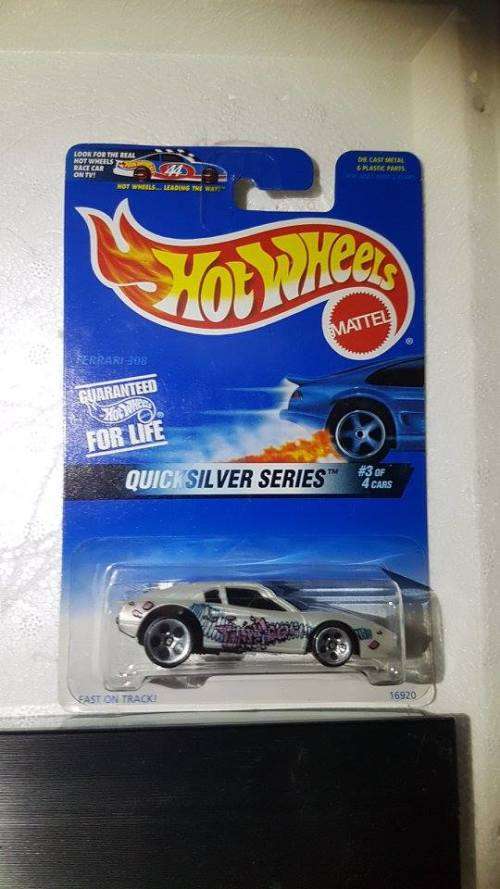 LOOK FOR THE REAL
HOT WHEELS
RACE CAR
ON TV!
44
HOT WHEELS... LEADING THE WAY!™
DIE CAST METAL
& PLASTIC PARTS.
HOT WHEELS
MATTEL
®
FERRARI 308
GUARANTEED
HOT WHEELS
FOR LIFE
QUICKSILVER SERIES™
#3 OF
4 CARS
FAST ON TRACK!
16920